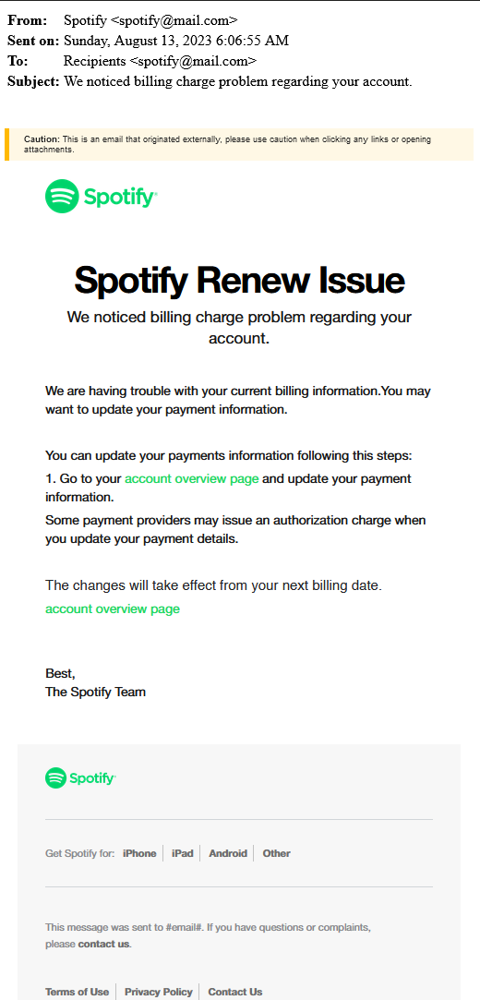 From: Spotify <spotify@mail.com>
Sent on: Sunday, August 13, 2023 6:06:55 AM
To: Recipients <spotify@mail.com>
Subject: We noticed billing charge problem regarding your account.
Caution: This is an email that originated externally, please use caution when clicking any links or opening
attachments.
Spotify
Spotify Renew Issue
We noticed billing charge problem regarding your
account.
We are having trouble with your current billing information.You may
want to update your payment information.
You can update your payments information following this steps:
1. Go to your account overview page and update your payment
information.
Some payment providers may issue an authorization charge when
you update your payment details.
The changes will take effect from your next billing date.
account overview page
Best,
The Spotify Team
Spotify
Get Spotify for: iPhone iPad Android Other
This message was sent to #email#. If you have questions or complaints,
please contact us.
Terms of Use Privacy Policy Contact Us